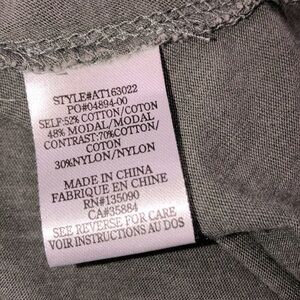 STYLE#AT163022
PO#04894-00
SELF:52% COTTON/COTON
48% MODAL/MODAL
CONTRAST:70%COTTON/
COTON
30%NYLON/NYLON
MADE IN CHINA
FABRIQUE EN CHINE
RN#135090
CA#35884
SEE REVERSE FOR CARE
VOIR INSTRUCTIONS AU DOS